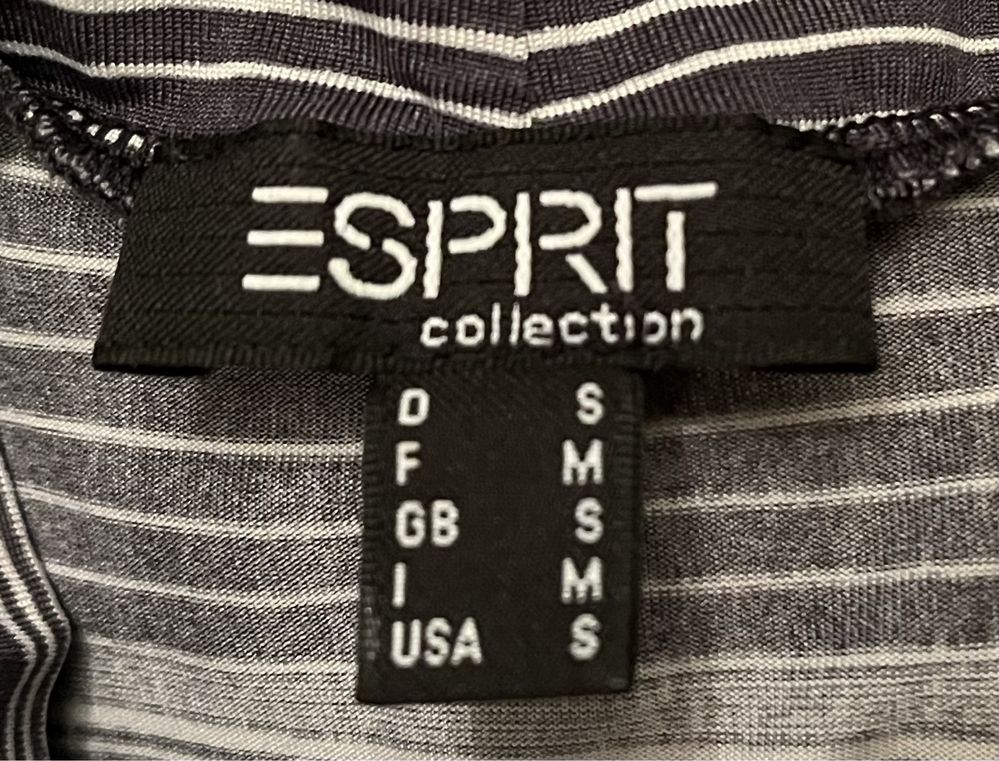 ESPRIT
collection
D S
F M
GB S
I M
USA S